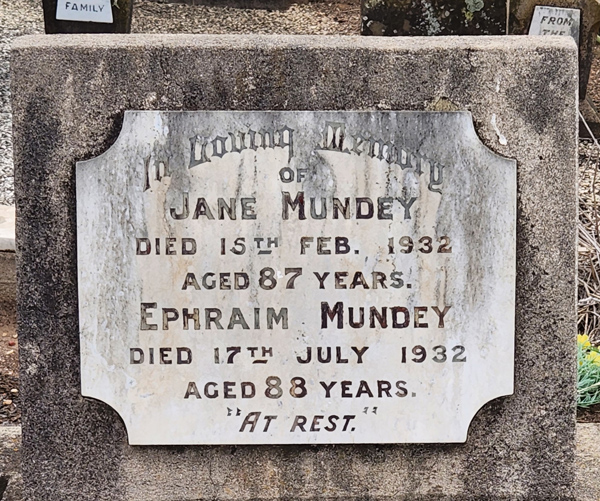 FAMILY
FROM
THE
In Loving Memory
OF
JANE MUNDEY
DIED 15TH FEB. 1932
AGED 87 YEARS.
EPHRAIM MUNDEY
DIED 17TH JULY 1932
AGED 88 YEARS.
"AT REST."